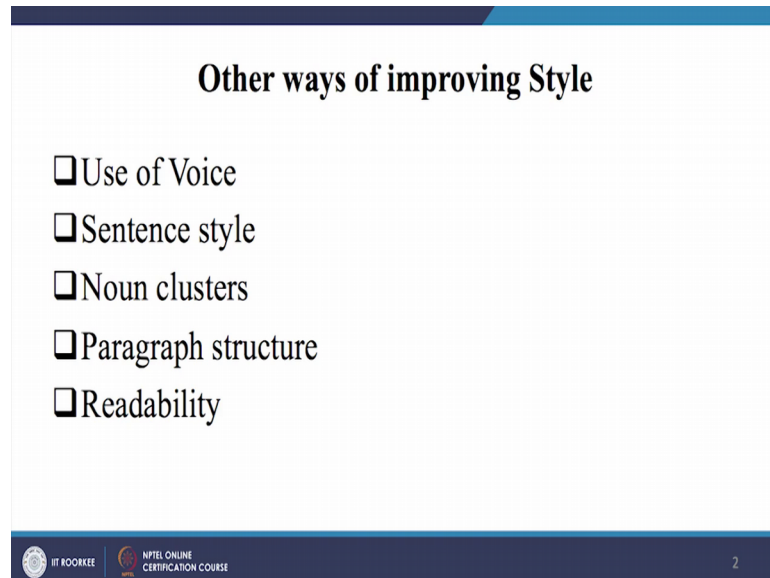 Other ways of improving Style
Use of Voice
Sentence style
Noun clusters
Paragraph structure
Readability
IIT ROORKEE
NPTEL ONLINE
CERTIFICATION COURSE
2